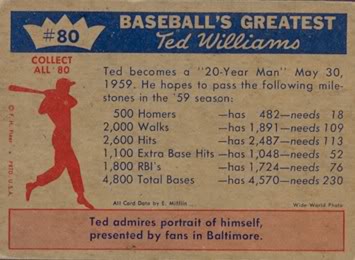 #80
COLLECT
ALL 80
BASEBALL'S GREATEST
Ted Williams
Ted becomes a "20-Year Man" May 30,
1959. He hopes to pass the following mile-
stones in the '59 season:
500 Homers —has 482—needs 18
2,000 Walks —has 1,891—needs 109
2,600 Hits —has 2,487—needs 113
1,100 Extra Base Hits —has 1,048—needs 52
1,800 RBI's —has 1,724—needs 76
4,800 Total Bases —has 4,570—needs 230
All Card Data by E. Mifflin
Wide World Photo
Ted admires portrait of himself,
presented by fans in Baltimore.